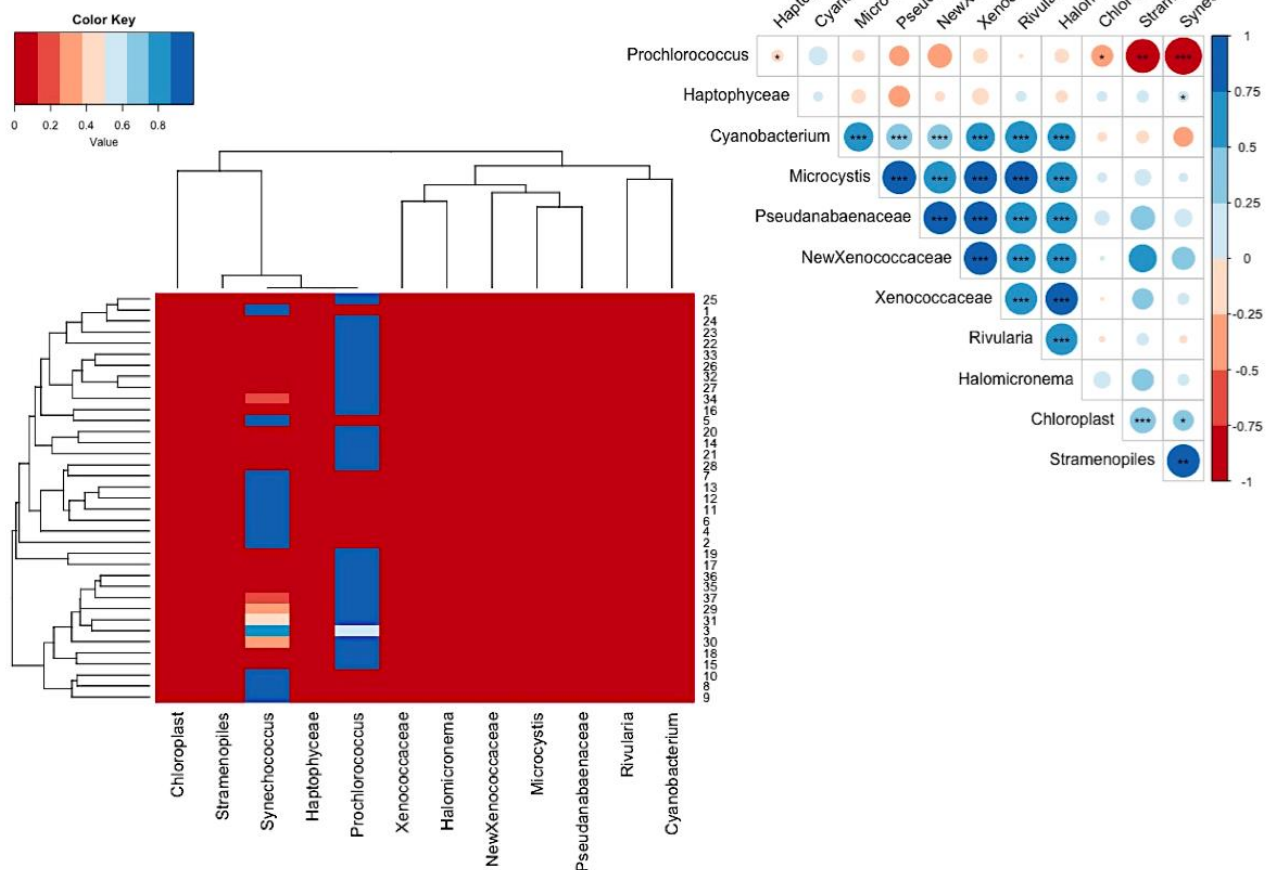 Color Key
0 0.2 0.4 0.6 0.8
Value
Prochlorococcus * * ** ***
Haptophyceae *
Cyanobacterium *** *** *** *** *** ***
Microcystis *** *** *** *** ***
Pseudanabaenaceae *** *** *** ***
NewXenococcaceae *** *** ***
Xenococcaceae *** ***
Rivularia ***
Halomicronema
Chloroplast *** *
Stramenopiles **
1
0.75
0.5
0.25
0
-0.25
-0.5
-0.75
-1
25
1
24
23
22
33
26
32
27
34
16
5
20
14
21
28
7
13
12
11
6
4
2
19
17
36
35
37
29
31
3
30
18
15
10
8
9
Chloroplast
Stramenopiles
Synechococcus
Haptophyceae
Prochlorococcus
Xenococcaceae
Halomicronema
NewXenococcaceae
Microcystis
Pseudanabaenaceae
Rivularia
Cyanobacterium